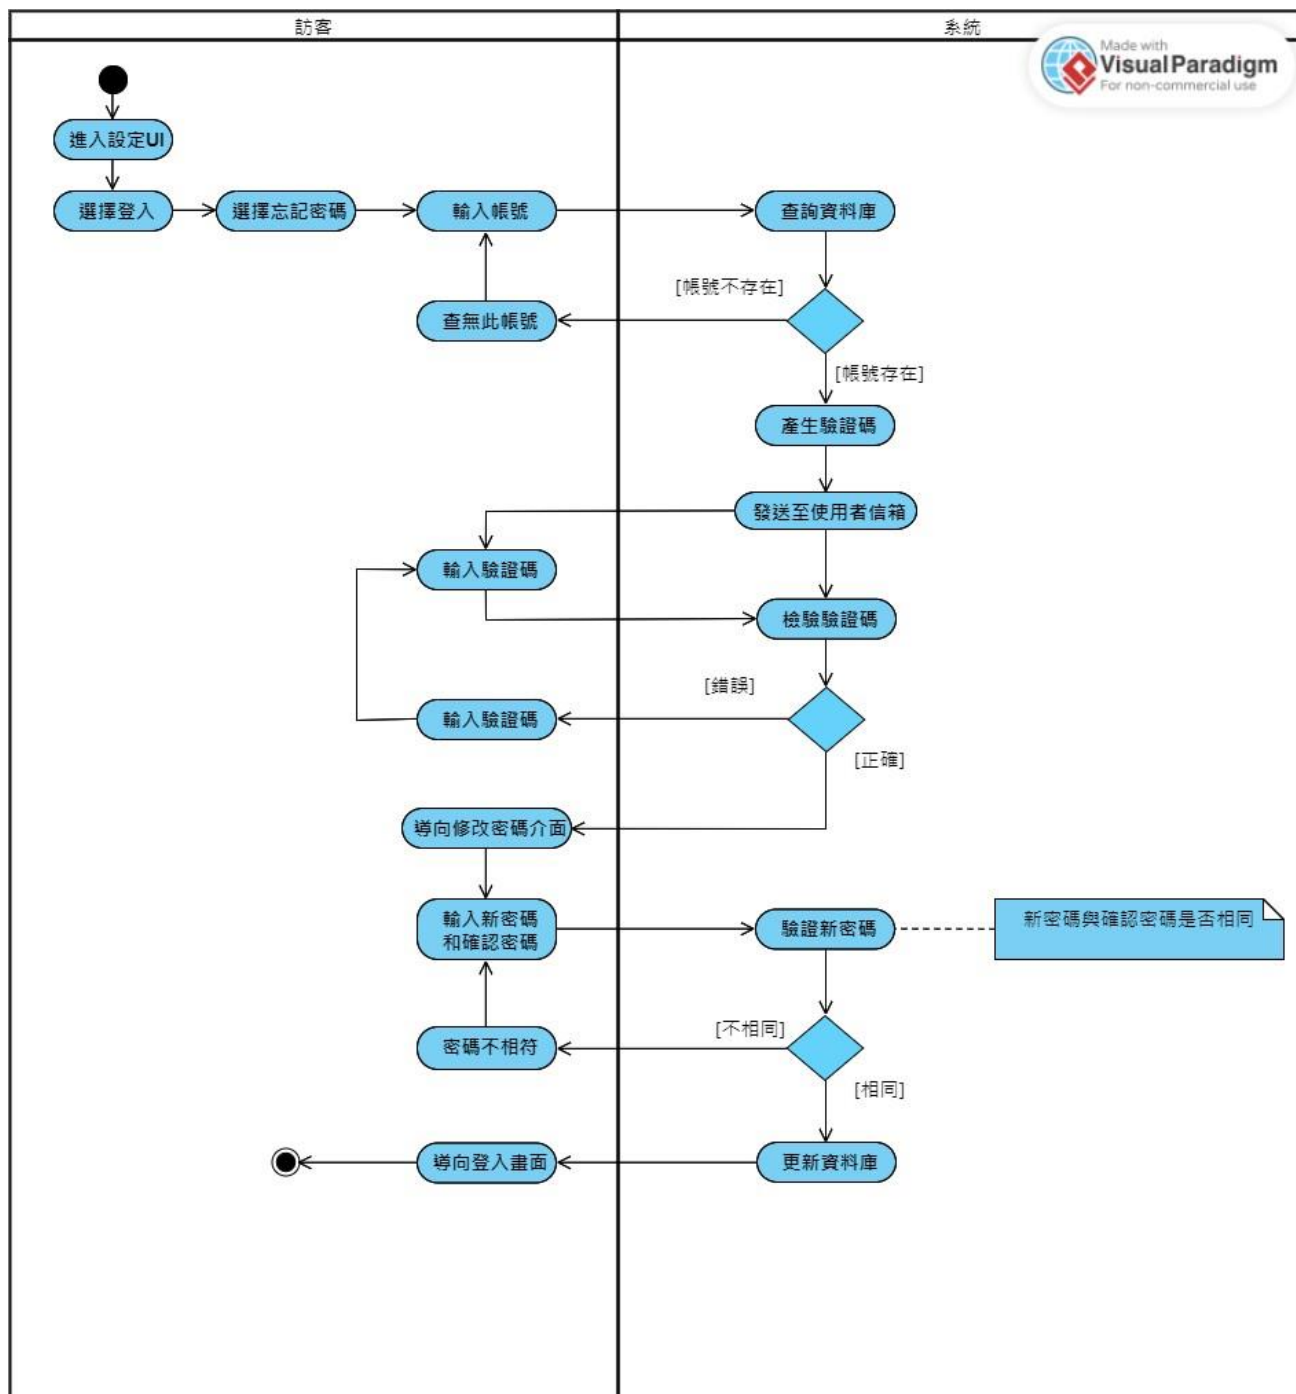 訪客
系統
Made with
Visual Paradigm
For non-commercial use
進入設定UI
選擇登入
選擇忘記密碼
輸入帳號
查詢資料庫
[帳號不存在]
查無此帳號
[帳號存在]
產生驗證碼
發送至使用者信箱
輸入驗證碼
檢驗驗證碼
[錯誤]
輸入驗證碼
[正確]
導向修改密碼介面
輸入新密碼
和確認密碼
驗證新密碼
新密碼與確認密碼是否相同
[不相同]
密碼不相符
[相同]
導向登入畫面
更新資料庫